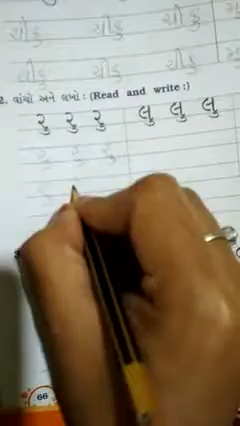 ચીકુ ચીકુ ચીકુ
ચીકુ ચીકુ ચીકુ
2. વાંચો અને લખો : (Read and write :)
રુ રુ રુ લુ લુ લુ
રુ રુ રુ
66